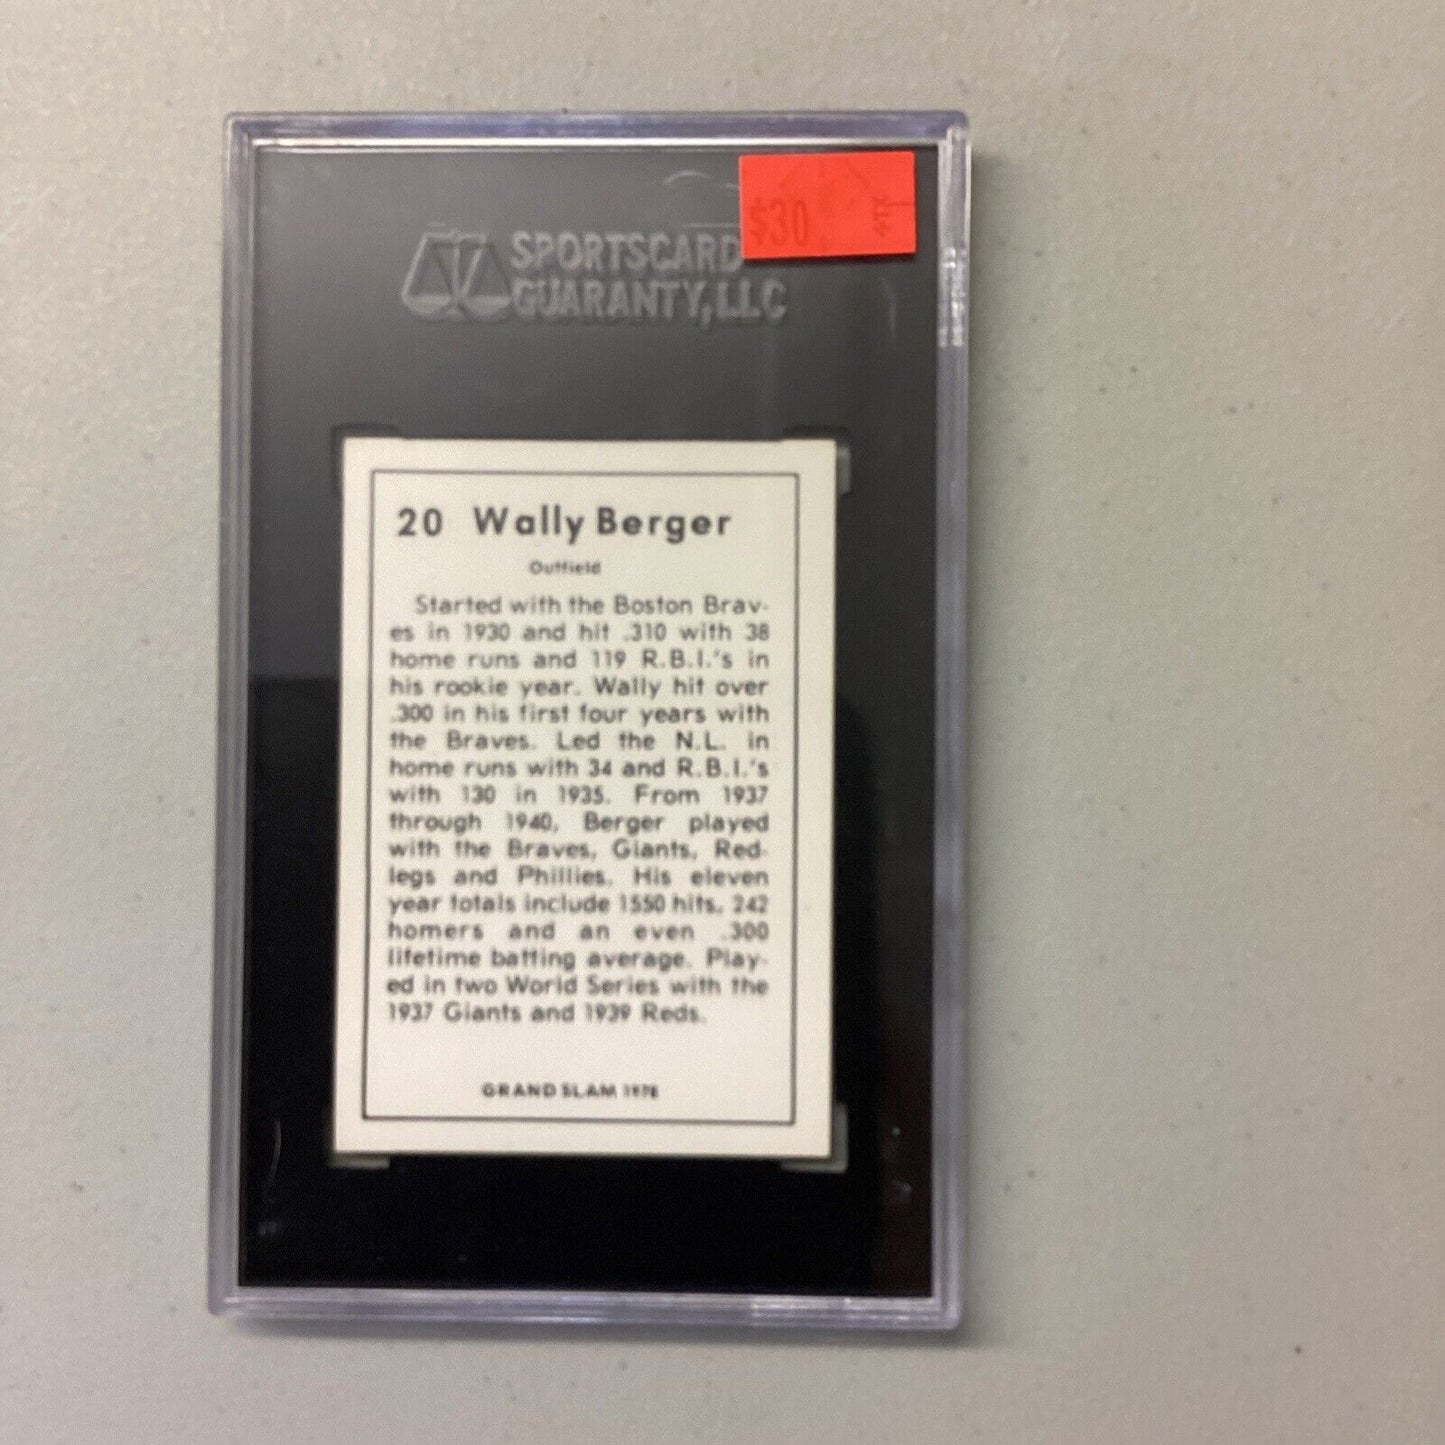 $30
+TX
SPORTSCARD
GUARANTY, LLC
20 Wally Berger
Outfield
Started with the Boston Brav-
es in 1930 and hit .310 with 38
home runs and 119 R.B.I.'s in
his rookie year. Wally hit over
.300 in his first four years with
the Braves. Led the N.L. in
home runs with 34 and R.B.I.'s
with 130 in 1935. From 1937
through 1940, Berger played
with the Braves, Giants, Red-
legs and Phillies. His eleven
year totals include 1550 hits, 242
homers and an even .300
lifetime batting average. Play-
ed in two World Series with the
1937 Giants and 1939 Reds.
GRAND SLAM 1978